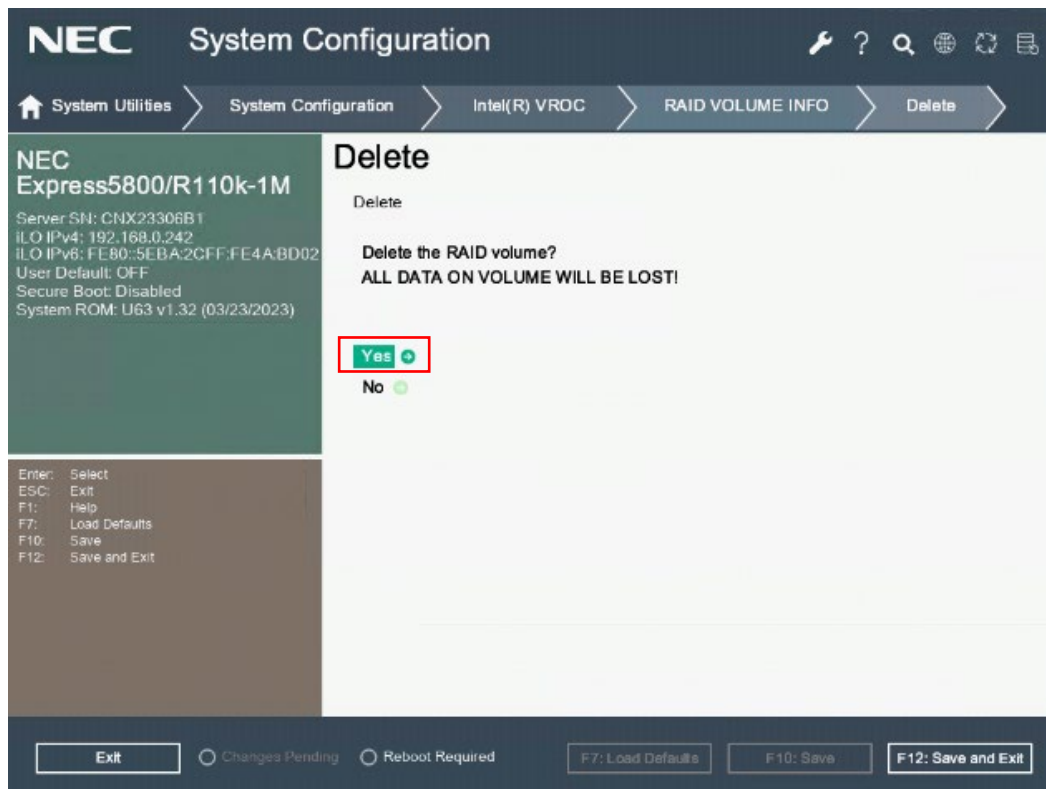 NEC System Configuration
System Utilities System Configuration Intel(R) VROC RAID VOLUME INFO Delete
NEC
Express5800/R110k-1M
Server SN: CNX23306B1
iLO IPv4: 192.168.0.242
iLO IPv6: FE80::5EBA:2CFF:FE4A:BD02
User Default: OFF
Secure Boot: Disabled
System ROM: U63 v1.32 (03/23/2023)
Delete
Delete
Delete the RAID volume?
ALL DATA ON VOLUME WILL BE LOST!
Yes
No
Enter: Select
ESC: Exit
F1: Help
F7: Load Defaults
F10: Save
F12: Save and Exit
Exit Changes Pending Reboot Required F7: Load Defaults F10: Save F12: Save and Exit